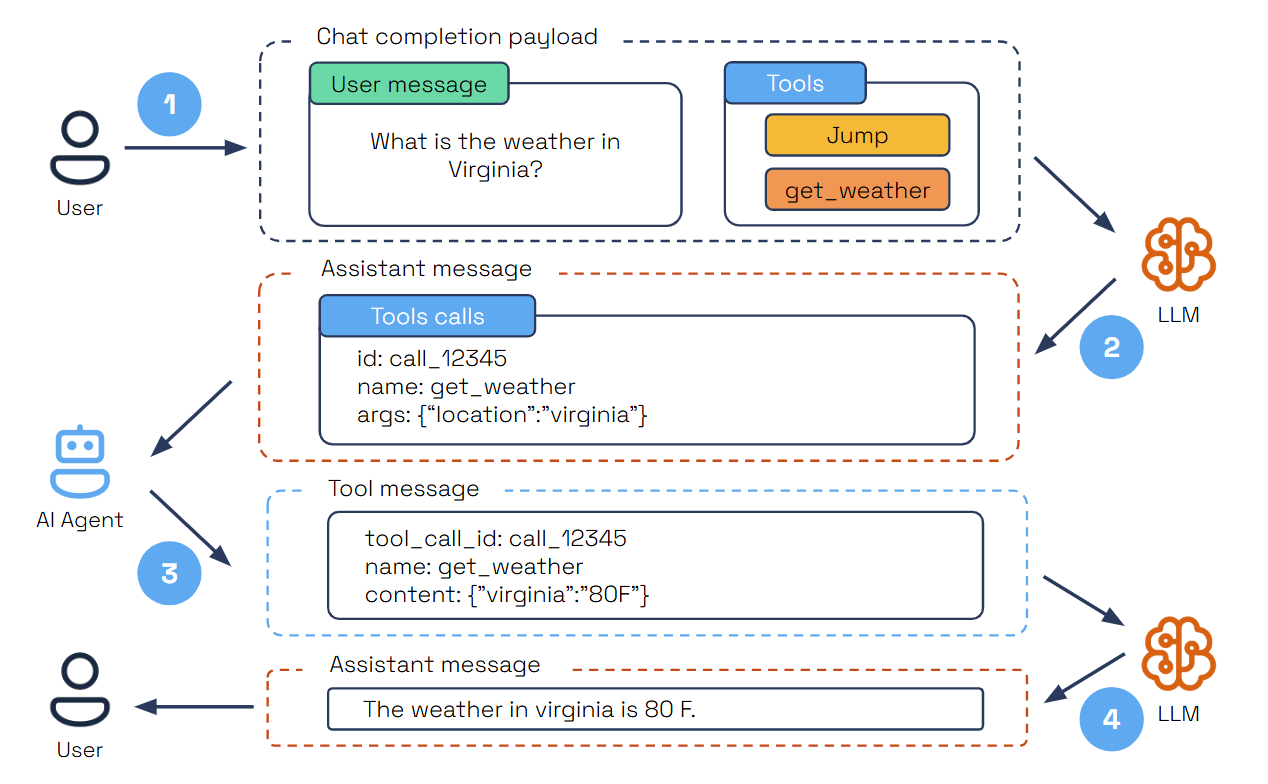 Chat completion payload
User message
Tools
1
What is the weather in
Virginia?
Jump
get_weather
User
Assistant message
Tools calls
LLM
2
id: call_12345
name: get_weather
args: {“location”:”virginia”}
AI Agent
Tool message
3
tool_call_id: call_12345
name: get_weather
content: {”virginia”:”80F”}
Assistant message
The weather in virginia is 80 F.
LLM
4
User